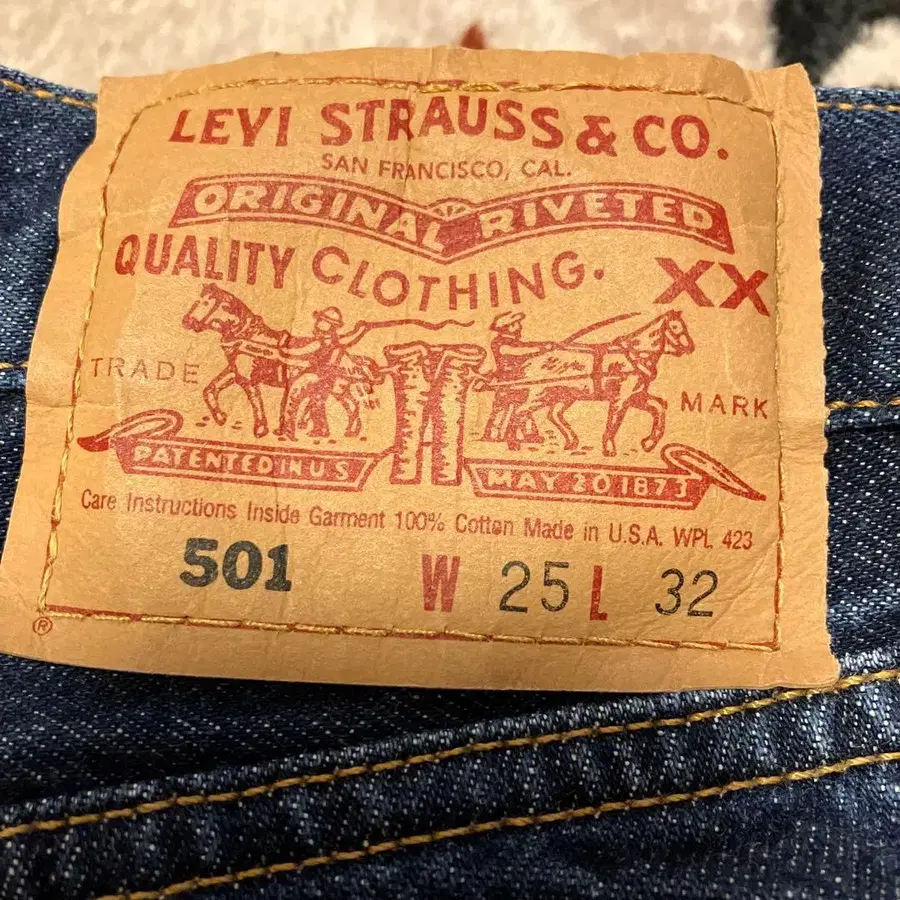 LEVI STRAUSS & CO.
SAN FRANCISCO, CAL.
ORIGINAL RIVETED
QUALITY CLOTHING. XX
TRADE MARK
PATENTED IN U.S MAY 20 1873
Care Instructions Inside Garment 100% Cotton Made in U.S.A. WPL 423
501 W 25 L 32
®